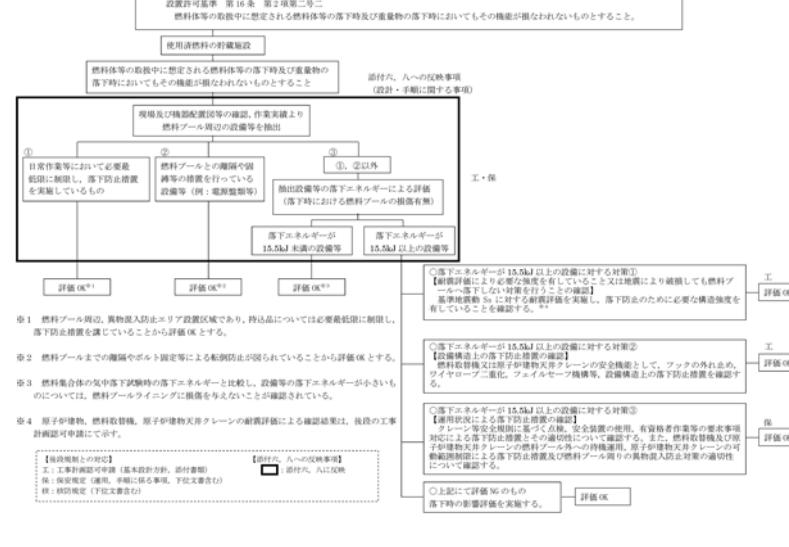 設置許可基準　第16条　第2項第二号ニ
燃料体等の取扱中に想定される燃料体等の落下時及び重量物の落下時においてもその機能が損なわれないものとすること。
使用済燃料の貯蔵施設
燃料体等の取扱中に想定される燃料体等の落下時及び重量物の
落下時においてもその機能が損なわれないものとすること
添付六、八への反映事項
（設計・手順に関する事項）
現場及び機器配置図等の確認、作業実績より
燃料プール周辺の設備等を抽出
①
日常作業等において必要最
低限に制限し、落下防止措置
を実施しているもの
②
燃料プールとの離隔や固
縛等の措置を行っている
設備等（例：電源盤類等）
③
①、②以外
抽出設備等の落下エネルギーによる評価
（落下時における燃料プールの損傷有無）
工・保
落下エネルギーが
15.5kJ 未満の設備等
落下エネルギーが
15.5kJ 以上の設備等
評価 OK※1
評価 OK※2
評価 OK※3
○落下エネルギーが 15.5kJ 以上の設備に対する対策①
【耐震評価により必要な強度を有していること又は地震により破損しても燃料プ
ールへ落下しない対策を行うことの確認】
基準地震動 Ss に対する耐震評価を実施し、落下防止のために必要な構造強度を
有していることを確認する。※4
工
評価 OK
※1　燃料プール周辺、異物混入防止エリア設置区域であり、持込品については必要最低限に制限し、
落下防止措置を講じていることから評価 OK とする。
※2　燃料プールまでの離隔やボルト固定等による転倒防止が図られていることから評価 OK とする。
※3　燃料集合体の気中落下試験時の落下エネルギーと比較し、設備等の落下エネルギーが小さいも
のについては、燃料プールライニングに損傷を与えないことが確認されている。
※4　原子炉建物、燃料取替機、原子炉建物天井クレーンの耐震評価による確認結果は、後段の工事
計画認可申請にて示す。
○落下エネルギーが 15.5kJ 以上の設備に対する対策②
【設備構造上の落下防止措置の確認】
燃料取替機又は原子炉建物天井クレーンの安全機能として、フックの外れ止め、
ワイヤロープ二重化、フェイルセーフ機構等、設備構造上の落下防止措置を確認す
る。
工
評価 OK
○落下エネルギーが 15.5kJ 以上の設備に対する対策③
【運用状況による落下防止措置の確認】
クレーン等安全規則に基づく点検、安全装置の使用、有資格者作業等の要求事項
対応による落下防止措置とその適切性について確認する。また、燃料取替機及び原
子炉建物天井クレーンの燃料プール外への待機運用、原子炉建物天井クレーンの可
動範囲制限による落下防止措置及び燃料プール周りの異物混入防止対策の適切性
について確認する。
保
評価 OK
【後段規制との対応】
工：工事計画認可申請（基本設計方針、添付書類）
保：保安規定（運用、手順に係る事項、下位文書含む）
核：核防規定（下位文書含む）
【添付六、八への反映事項】
：添付六、八に反映
○上記にて評価 NG のもの
落下時の影響評価を実施する。
評価 OK